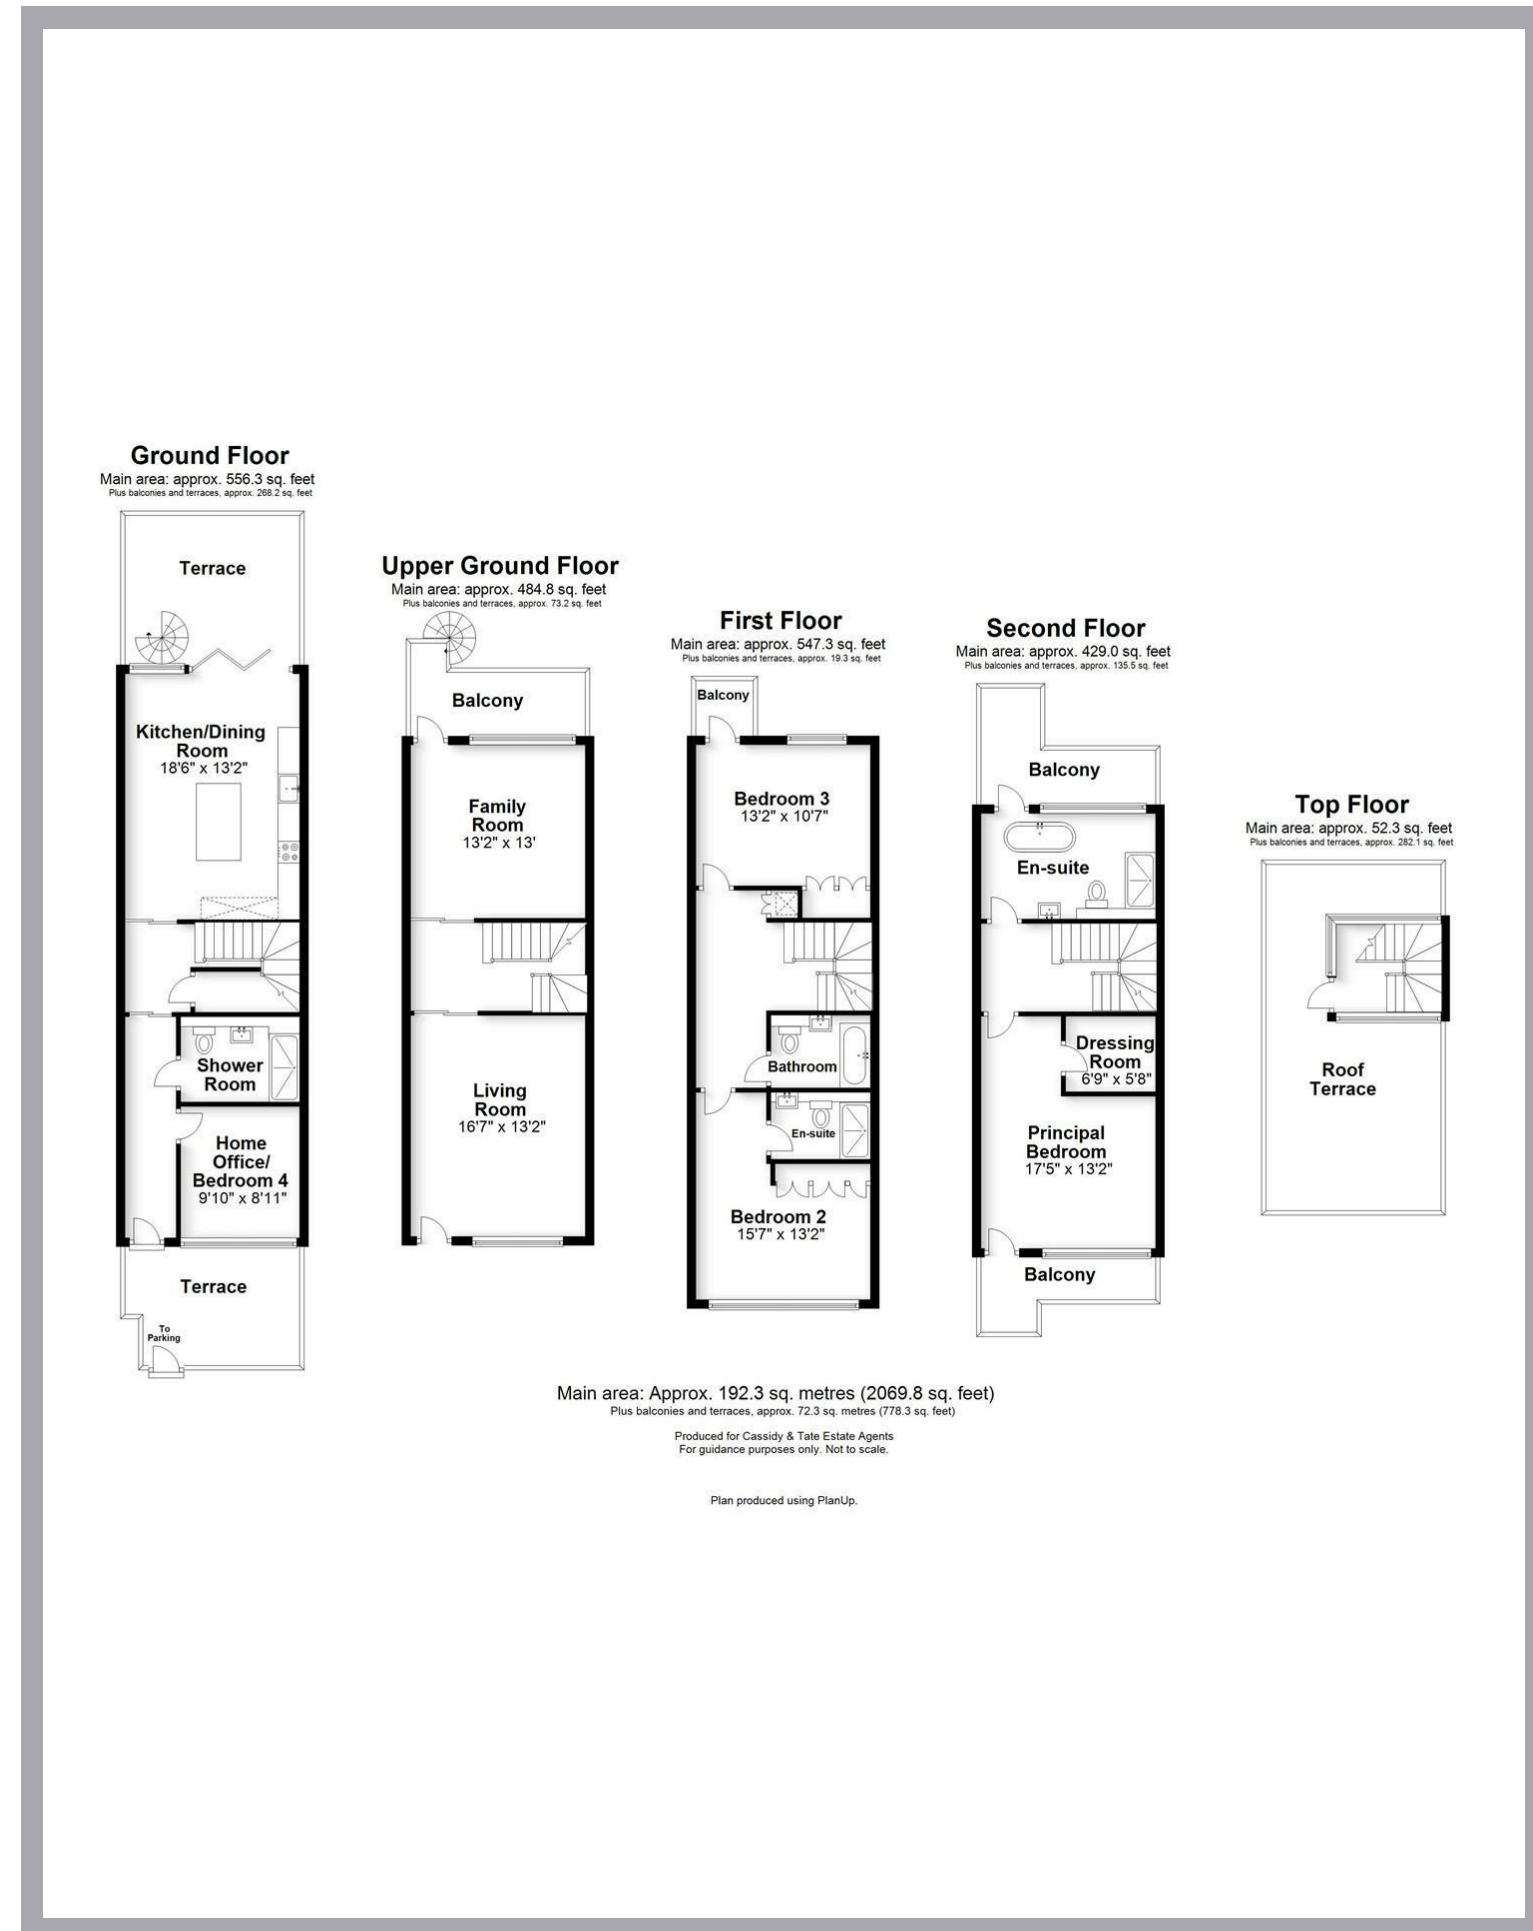 Ground Floor
Main area: approx. 556.3 sq. feet
Plus balconies and terraces, approx. 268.2 sq. feet
Terrace
Kitchen/Dining
Room
18'6" x 13'2"
Shower
Room
Home
Office/
Bedroom 4
9'10" x 8'11"
Terrace
To
Parking
Upper Ground Floor
Main area: approx. 484.8 sq. feet
Plus balconies and terraces, approx. 73.2 sq. feet
Balcony
Family
Room
13'2" x 13'
Living
Room
16'7" x 13'2"
First Floor
Main area: approx. 547.3 sq. feet
Plus balconies and terraces, approx. 19.3 sq. feet
Balcony
Bedroom 3
13'2" x 10'7"
Bathroom
En-suite
Bedroom 2
15'7" x 13'2"
Second Floor
Main area: approx. 429.0 sq. feet
Plus balconies and terraces, approx. 135.5 sq. feet
Balcony
En-suite
Dressing
Room
6'9" x 5'8"
Principal
Bedroom
17'5" x 13'2"
Balcony
Top Floor
Main area: approx. 52.3 sq. feet
Plus balconies and terraces, approx. 282.1 sq. feet
Roof
Terrace
Main area: Approx. 192.3 sq. metres (2069.8 sq. feet)
Plus balconies and terraces, approx. 72.3 sq. metres (778.3 sq. feet)
Produced for Cassidy & Tate Estate Agents
For guidance purposes only. Not to scale.
Plan produced using PlanUp.